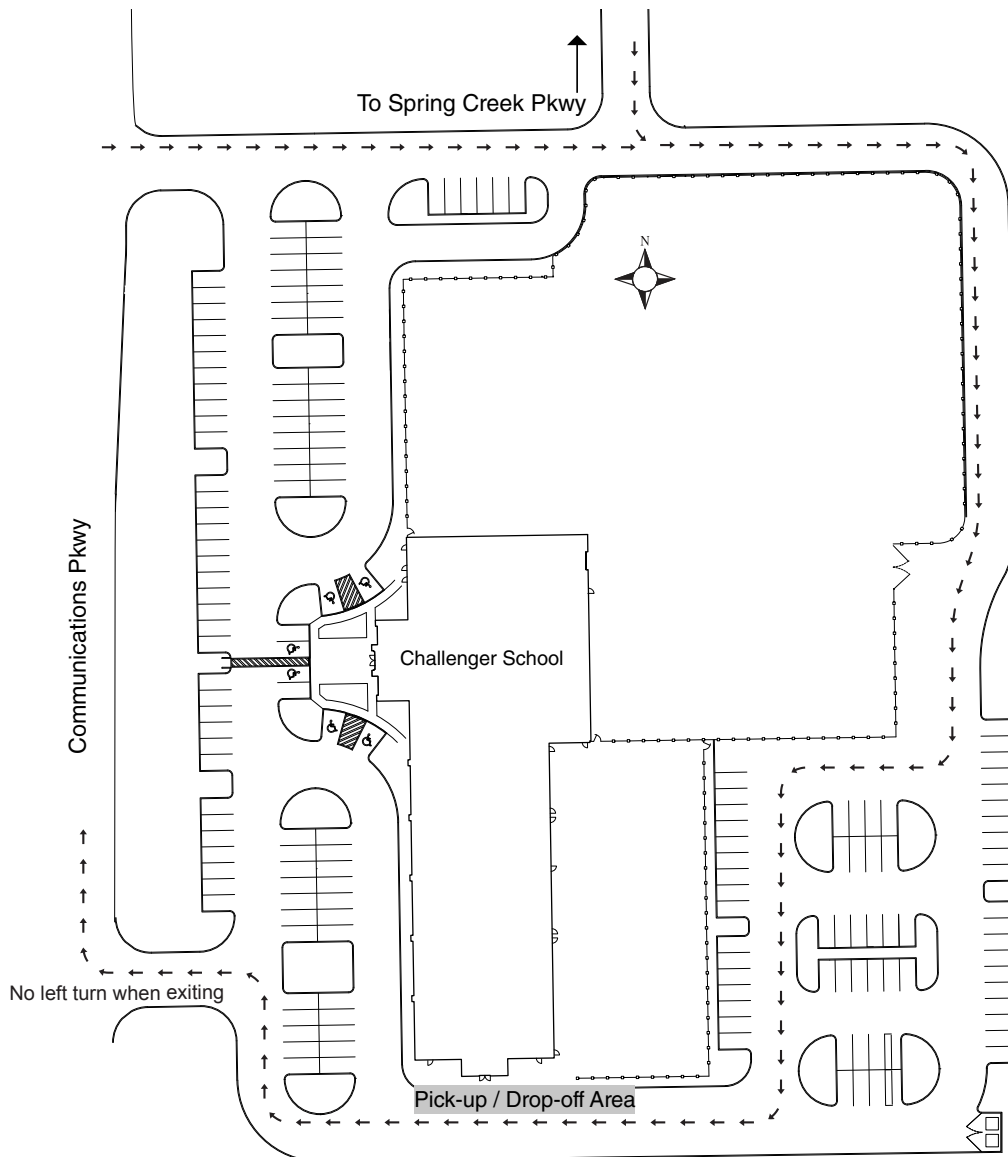 To Spring Creek Pkwy
N
Communications Pkwy
Challenger School
No left turn when exiting
Pick-up / Drop-off Area